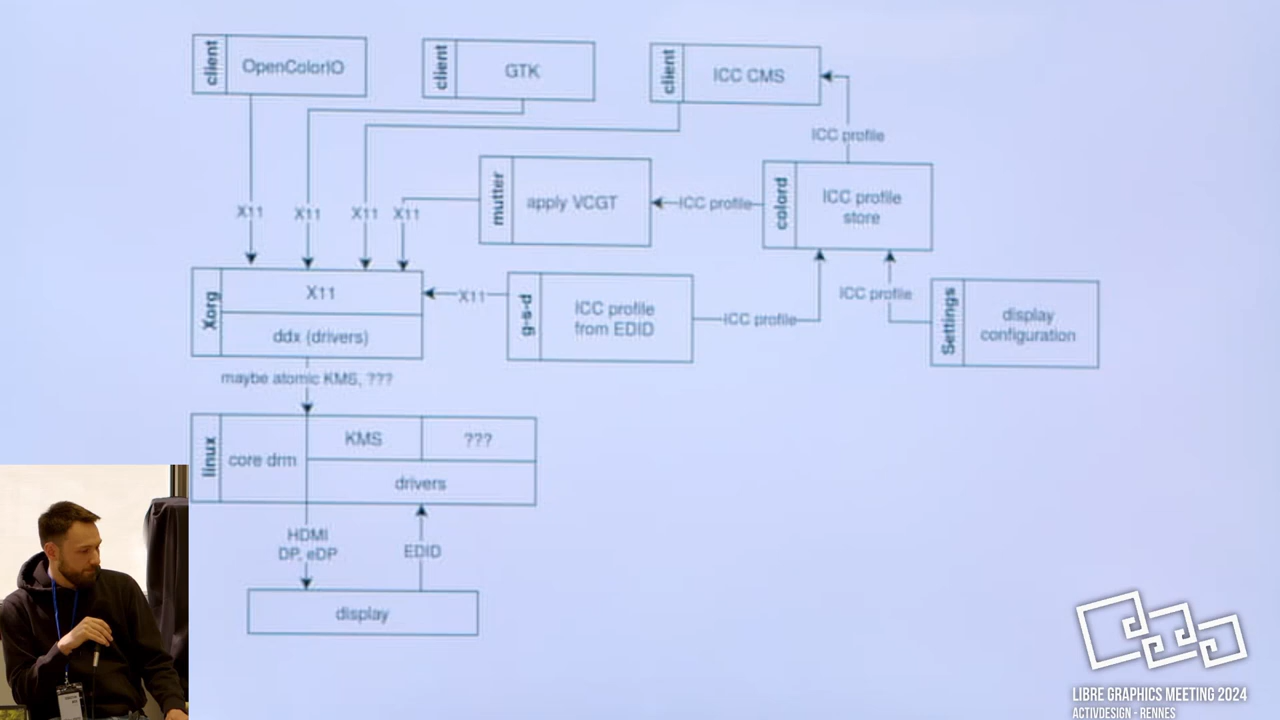 client
OpenColorIO
client
GTK
client
ICC CMS
ICC profile
mutter
apply VCGT
ICC profile
colord
ICC profile
store
X11
X11
X11
X11
Xorg
X11
ddx (drivers)
X11
g-s-d
ICC profile
from EDID
ICC profile
ICC profile
Settings
display
configuration
maybe atomic KMS, ???
linux
core drm
KMS
???
drivers
HDMI
DP, eDP
EDID
display
LIBRE GRAPHICS MEETING 2024
ACTIVDESIGN - RENNES